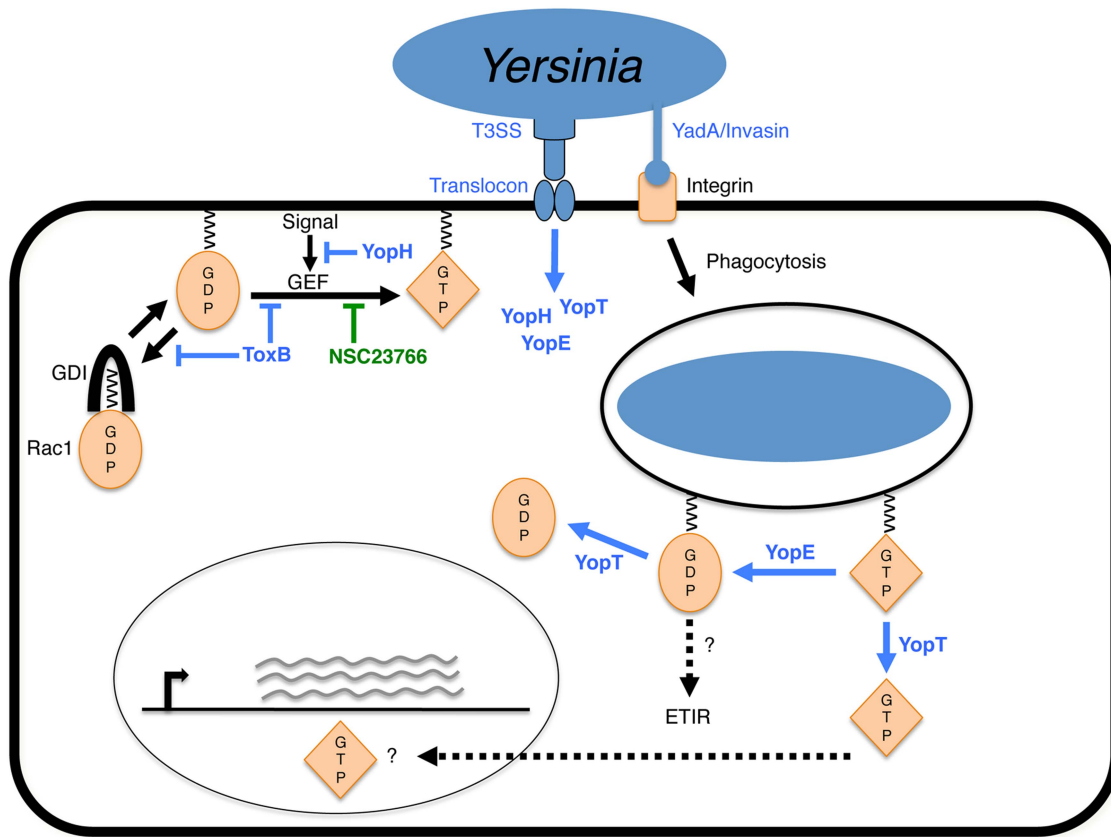 Yersinia
T3SS
YadA/Invasin
Translocon
Integrin
Signal
YopH
GEF
G
D
P
G
T
P
Phagocytosis
YopH
YopT
YopE
ToxB
NSC23766
GDI
Rac1
G
D
P
G
D
P
YopT
G
D
P
YopE
G
T
P
?
YopT
ETIR
G
T
P
G
T
P
?